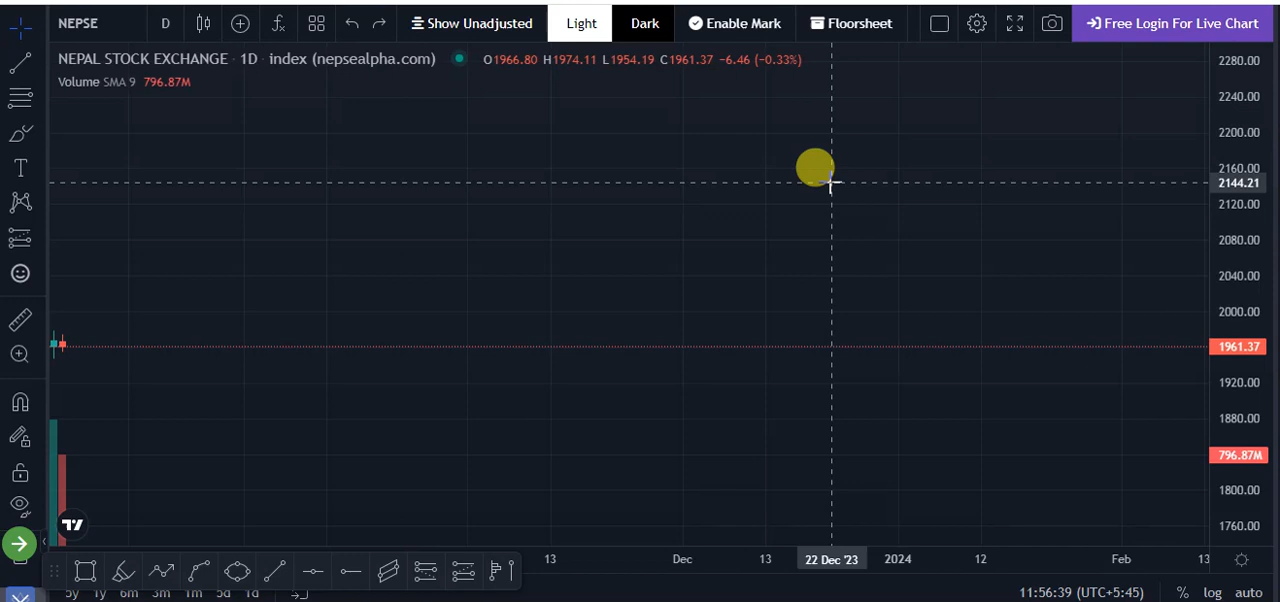 NEPSE D Show Unadjusted Light Dark Enable Mark Floorsheet Free Login For Live Chart
NEPAL STOCK EXCHANGE · 1D · index (nepsealpha.com) O1966.80 H1974.11 L1954.19 C1961.37 −6.46 (−0.33%)
Volume SMA 9 796.87M
2280.00
2240.00
2200.00
2160.00
2144.21
2120.00
2080.00
2040.00
2000.00
1961.37
1920.00
1880.00
796.87M
1800.00
1760.00
13 Dec 13 22 Dec '23 2024 12 Feb 13
5y 1y 6m 3m 1m 5d 1d 11:56:39 (UTC+5:45) % log auto